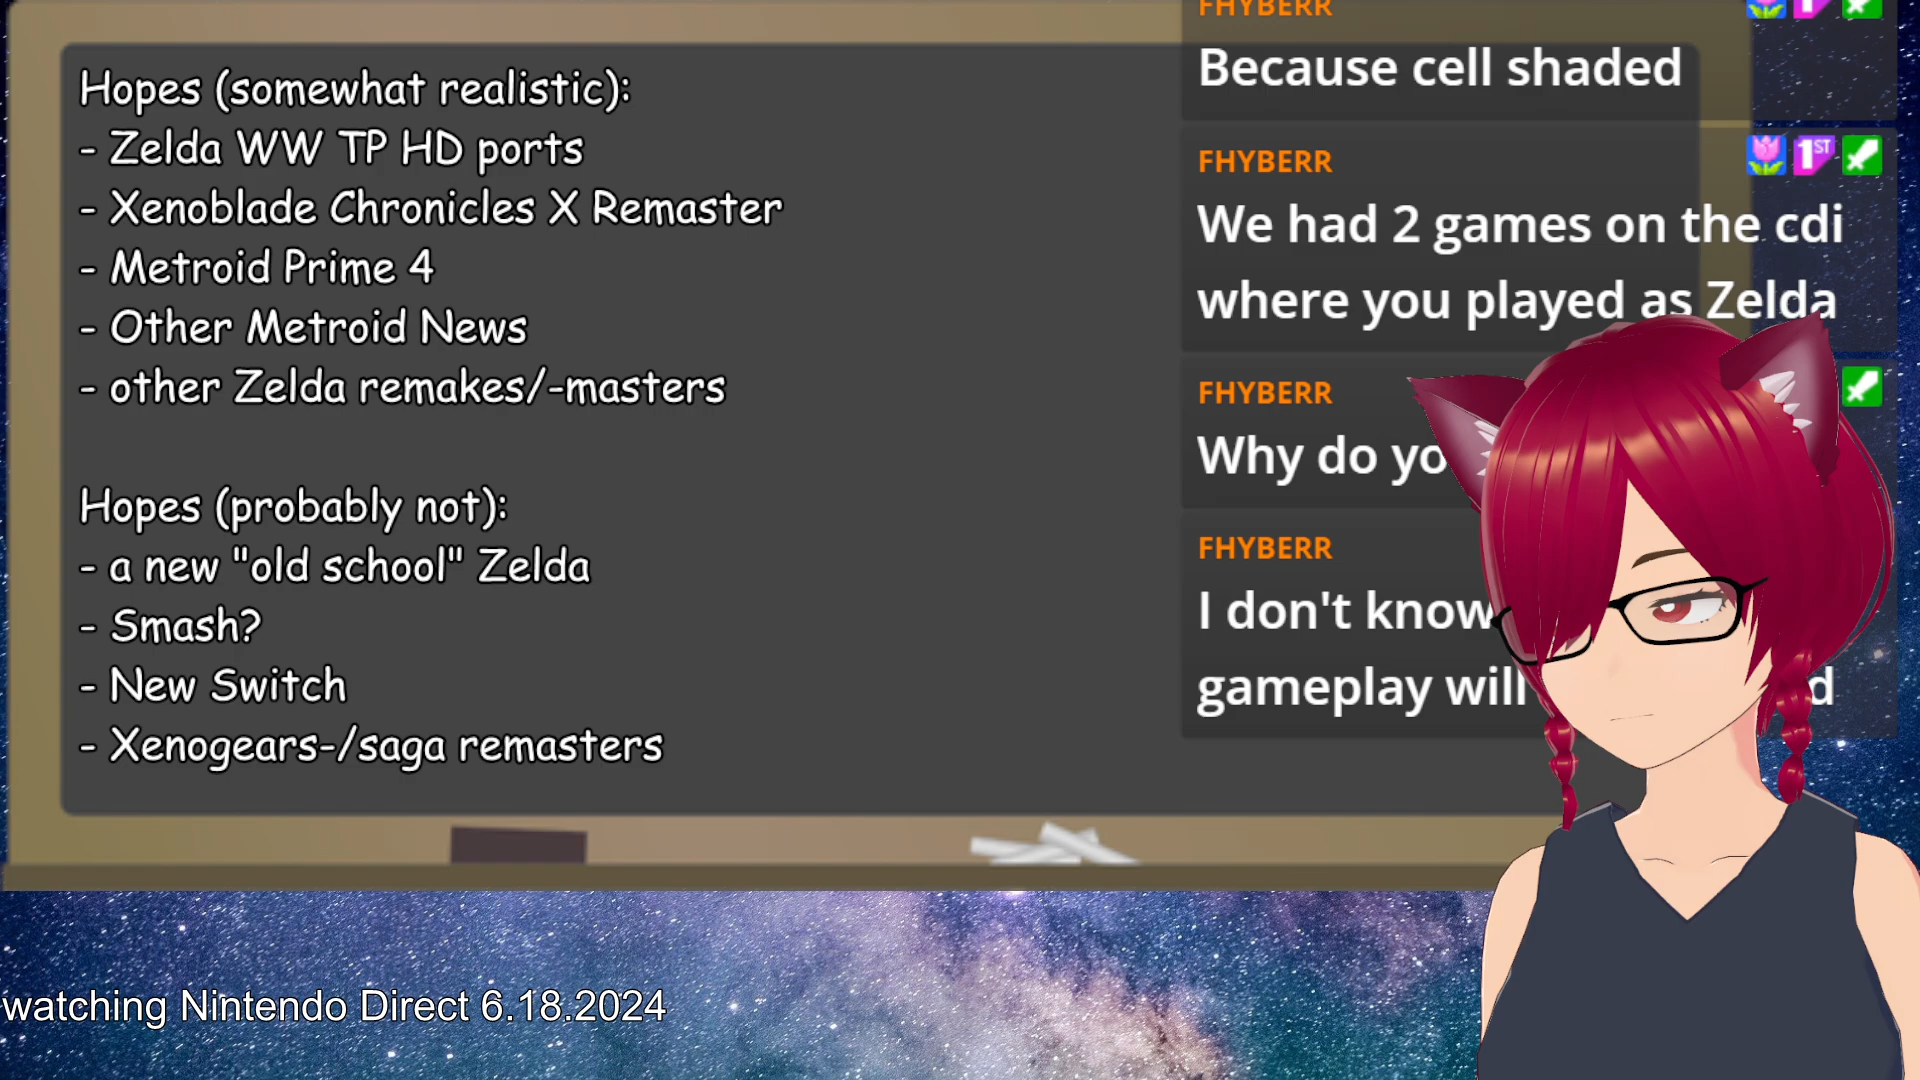 Hopes (somewhat realistic):
- Zelda WW TP HD ports
- Xenoblade Chronicles X Remaster
- Metroid Prime 4
- Other Metroid News
- other Zelda remakes/-masters
Hopes (probably not):
- a new "old school" Zelda
- Smash?
- New Switch
- Xenogears-/saga remasters
FHYBERR
Because cell shaded
FHYBERR
1ST
We had 2 games on the cdi
where you played as Zelda
FHYBERR
Why do
FHYBERR
I don't know
gameplay will
watching Nintendo Direct 6.18.2024